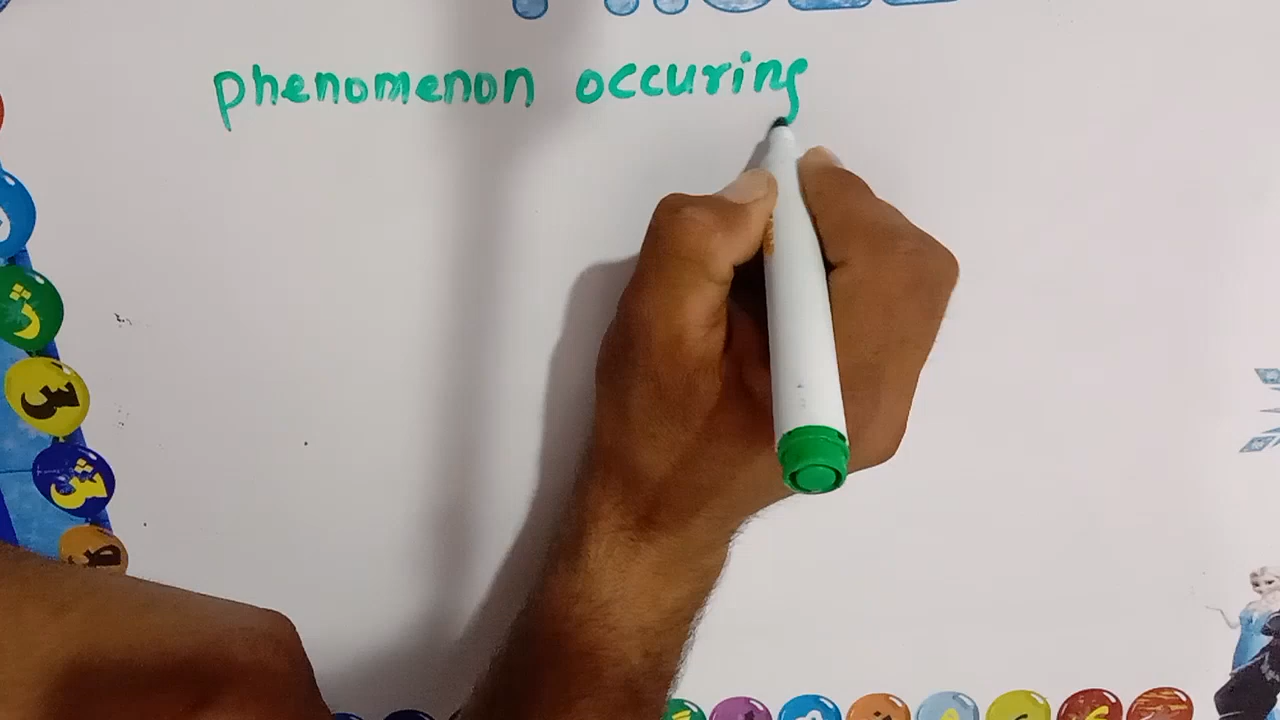 phenomenon occuring
ژ
س
ش
ص